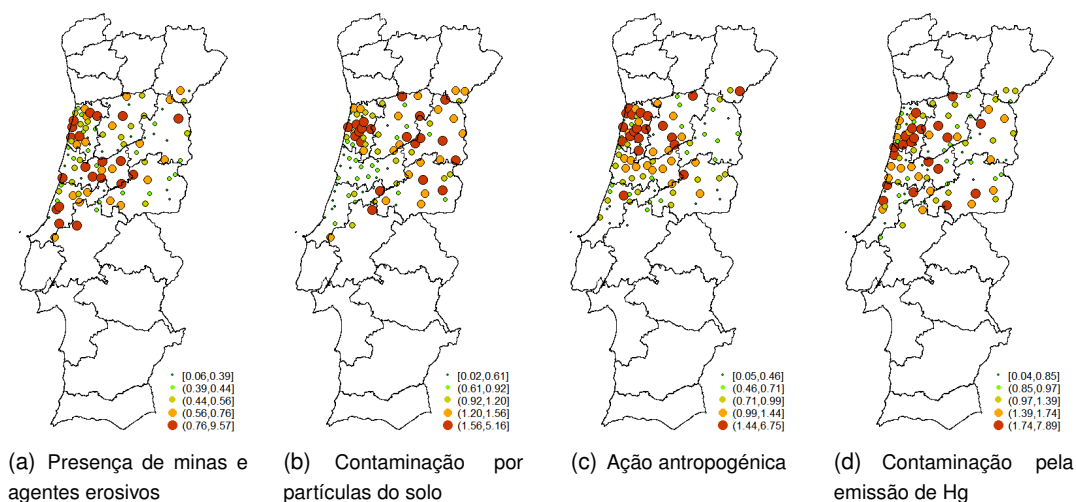 [0.06,0.39]
(0.39,0.44]
(0.44,0.56]
(0.56,0.76]
(0.76,9.57]
[0.02,0.61]
(0.61,0.92]
(0.92,1.20]
(1.20,1.56]
(1.56,5.16]
[0.05,0.46]
(0.46,0.71]
(0.71,0.99]
(0.99,1.44]
(1.44,6.75]
[0.04,0.85]
(0.85,0.97]
(0.97,1.39]
(1.39,1.74]
(1.74,7.89]
(a) Presença de minas e
agentes erosivos
(b) Contaminação por
partículas do solo
(c) Ação antropogénica
(d) Contaminação pela
emissão de Hg